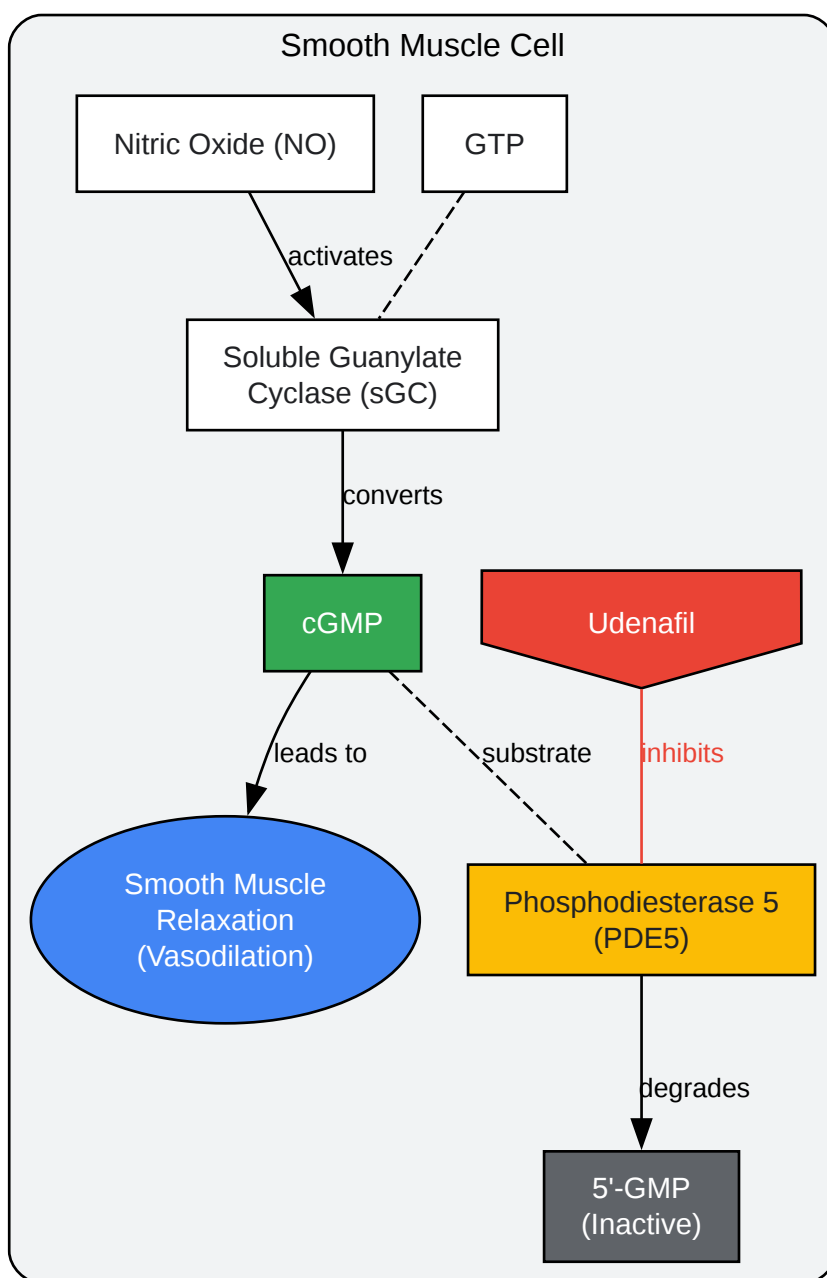 Smooth Muscle Cell
Nitric Oxide (NO)
GTP
activates
Soluble Guanylate
Cyclase (sGC)
converts
cGMP
Udenafil
leads to
substrate
inhibits
Smooth Muscle
Relaxation
(Vasodilation)
Phosphodiesterase 5
(PDE5)
degrades
5'-GMP
(Inactive)